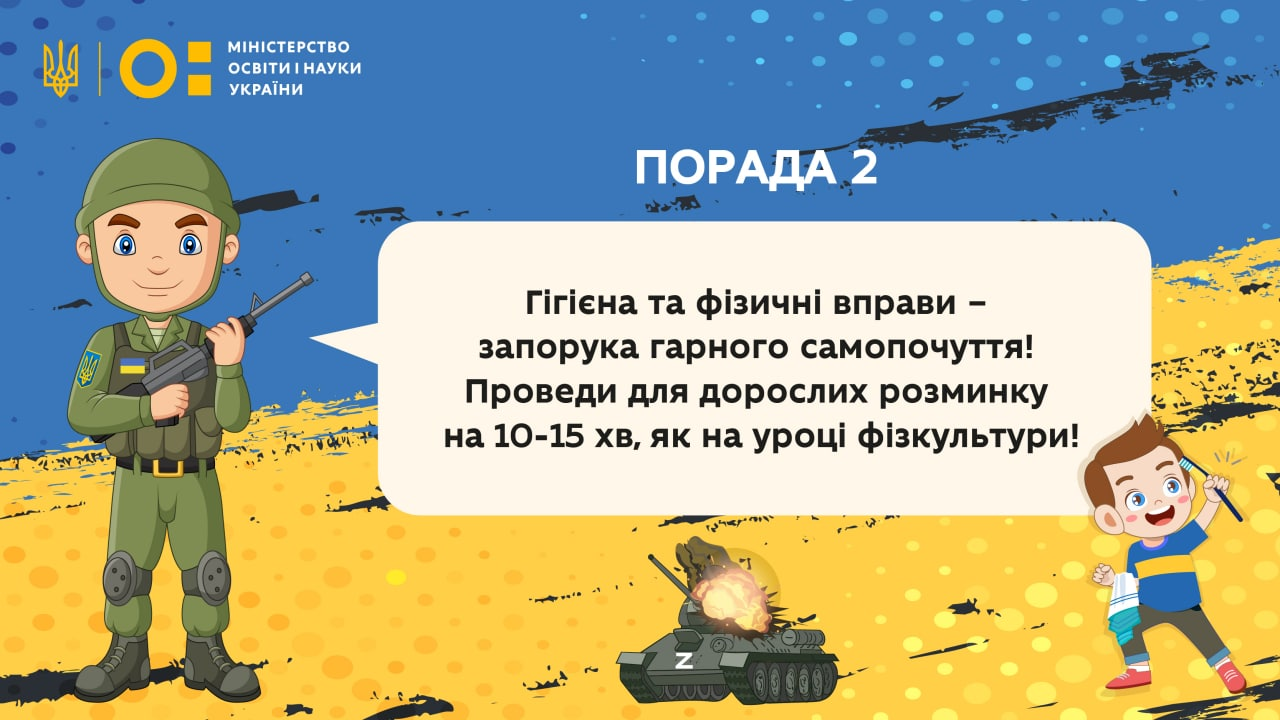 МІНІСТЕРСТВО
ОСВІТИ І НАУКИ
УКРАЇНИ
ПОРАДА 2
Гігієна та фізичні вправи –
запорука гарного самопочуття!
Проведи для дорослих розминку
на 10-15 хв, як на уроці фізкультури!
Z